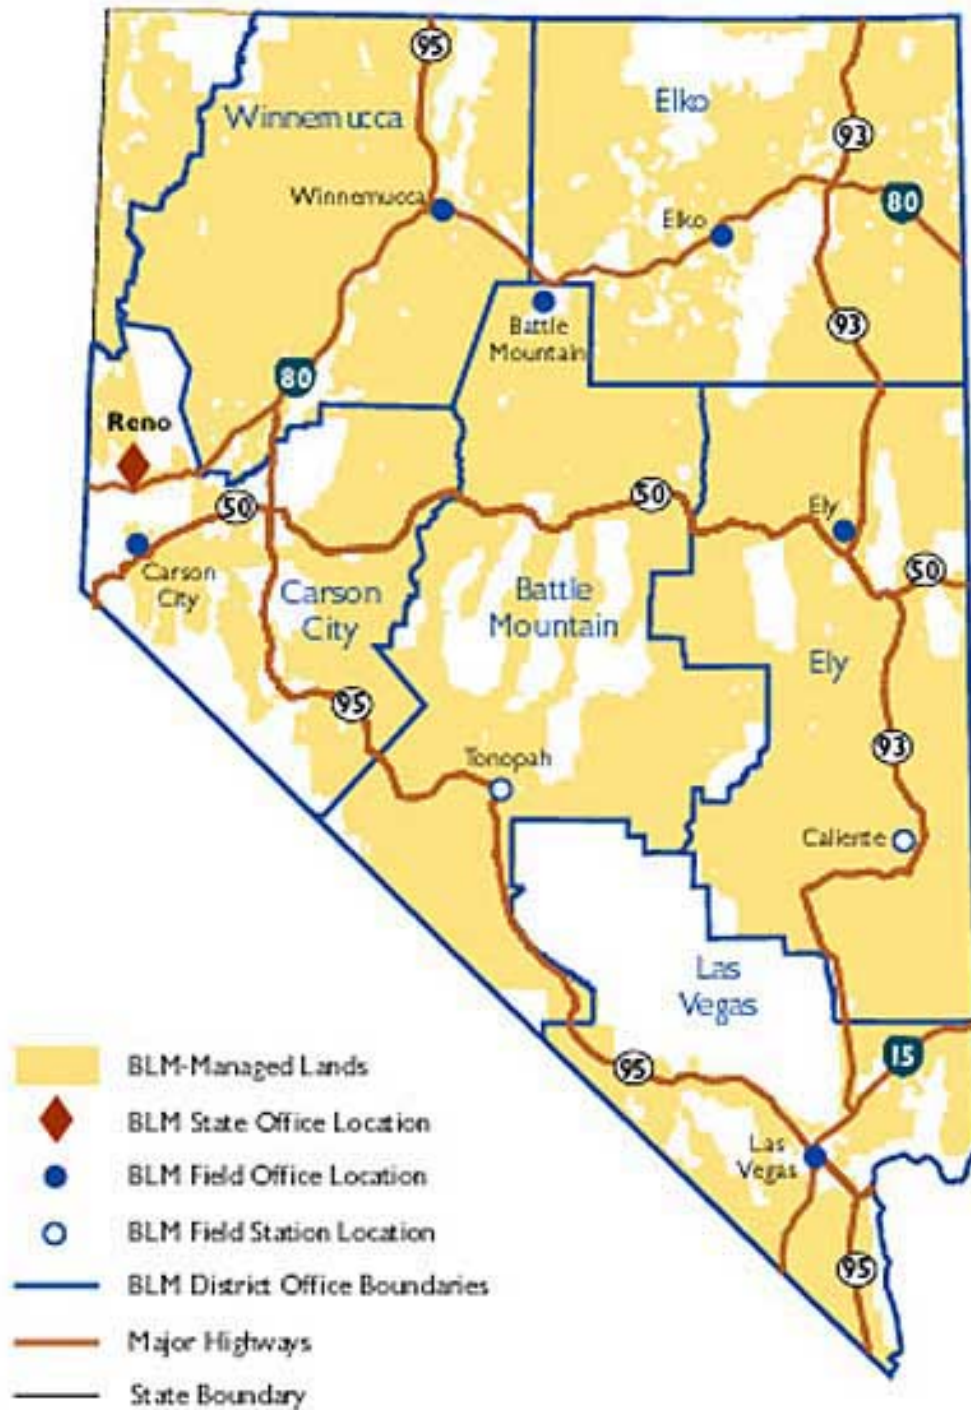 95
Elko
Winnemucca
93
Winnemucca
80
Elko
Battle
Mountain
93
80
Reno
50
50
Ely
Carson
City
Carson
City
Battle
Mountain
50
Ely
95
93
Tonopah
Caliente
Las
Vegas
15
95
Las
Vegas
95
BLM-Managed Lands
BLM State Office Location
BLM Field Office Location
BLM Field Station Location
BLM District Office Boundaries
Major Highways
State Boundary